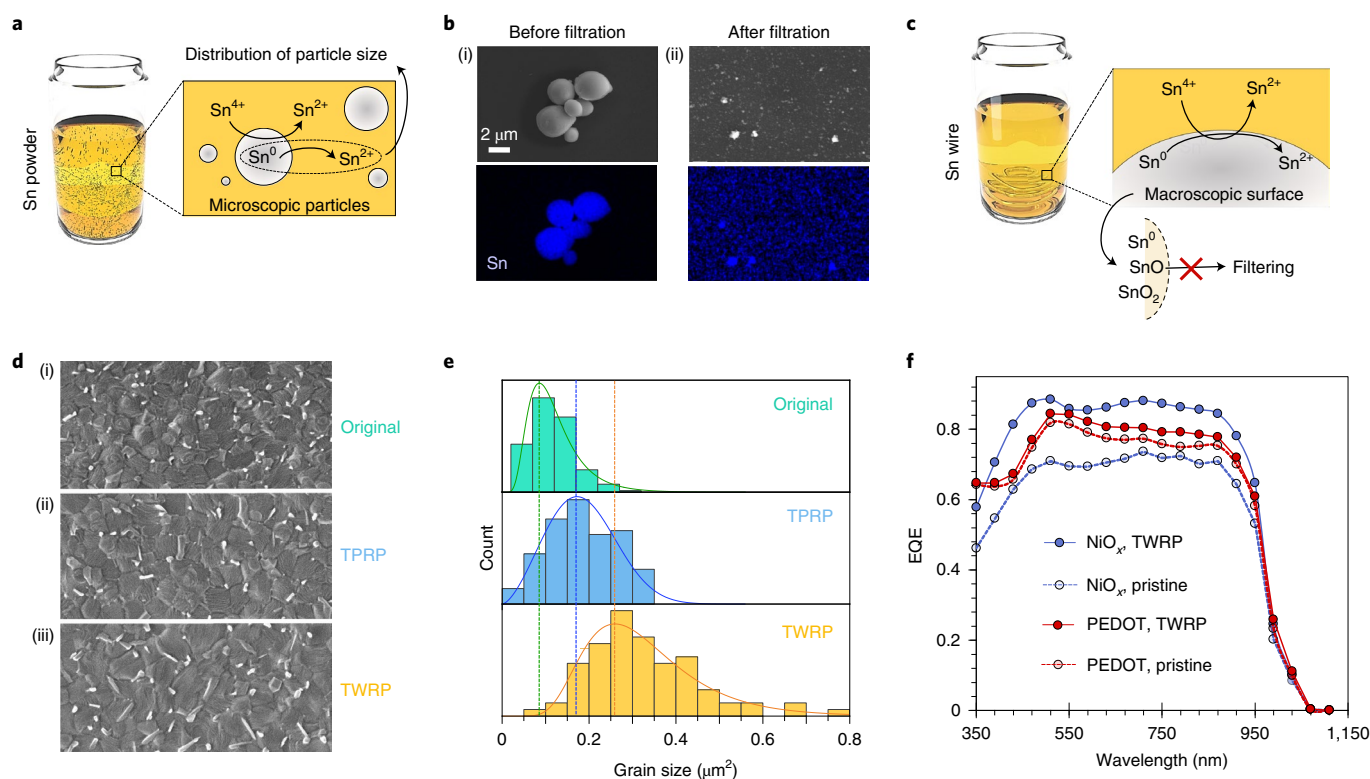 a
Distribution of particle size
Sn powder
Sn4+
Sn2+
Sn0
Sn2+
Microscopic particles
b
Before filtration
After filtration
(i)
(ii)
2 μm
Sn
c
Sn wire
Sn4+
Sn2+
Sn0
Sn2+
Macroscopic surface
Sn0
SnO
Filtering
SnO2
d
(i)
Original
(ii)
TPRP
(iii)
TWRP
e
Original
TPRP
TWRP
Count
0
0.2
0.4
0.6
0.8
Grain size (μm2)
f
EQE
0.8
0.6
0.4
0.2
0
NiOx, TWRP
NiOx, pristine
PEDOT, TWRP
PEDOT, pristine
350
550
750
950
1,150
Wavelength (nm)